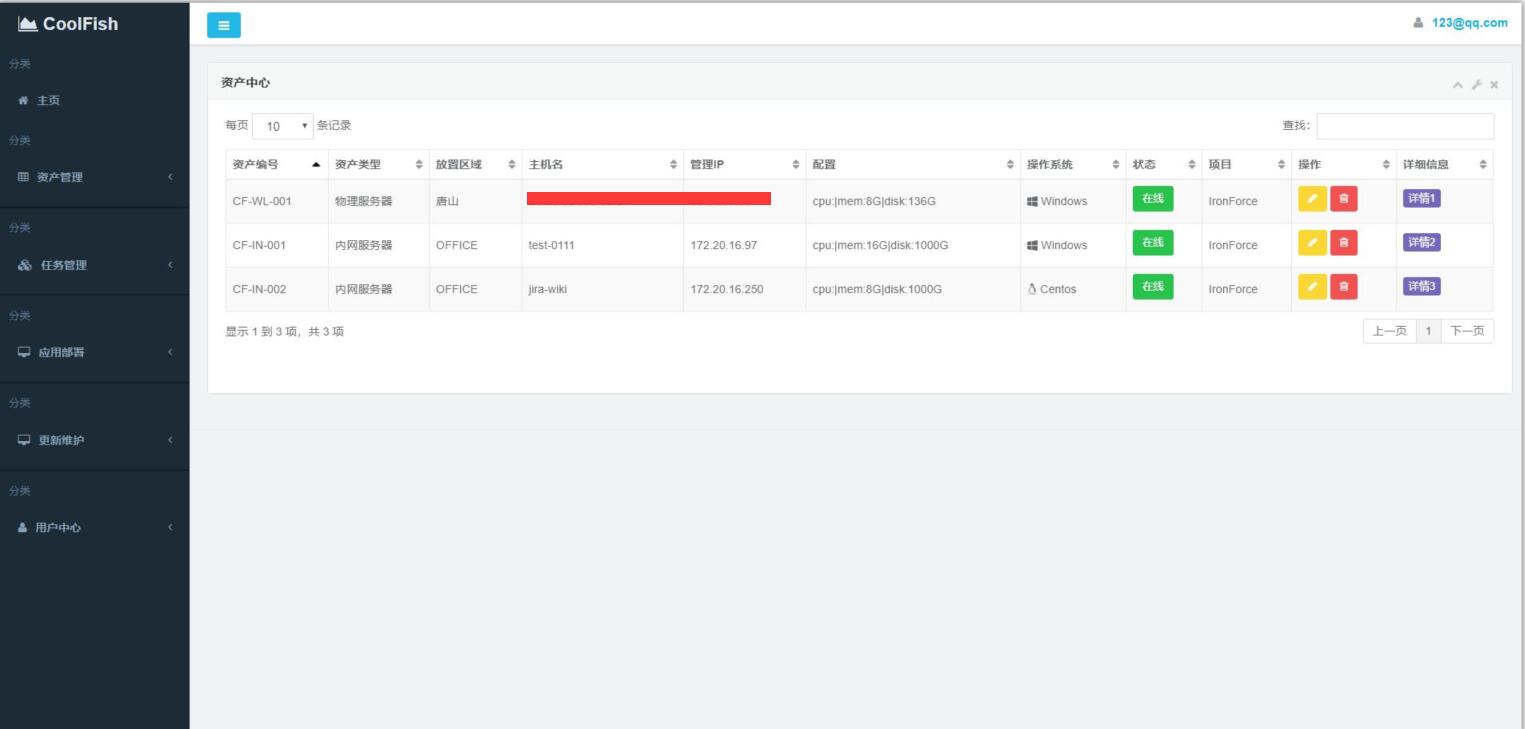 CoolFish
123@qq.com
分类
主页
分类
资产管理
分类
任务管理
分类
应用部署
分类
更新维护
分类
用户中心
资产中心
每页 10 条记录
查找:
资产编号 资产类型 放置区域 主机名 管理IP 配置 操作系统 状态 项目 操作 详细信息
CF-WL-001 物理服务器 唐山 cpu:|mem:8G|disk:136G Windows 在线 IronForce 详情1
CF-IN-001 内网服务器 OFFICE test-0111 172.20.16.97 cpu:|mem:16G|disk:1000G Windows 在线 IronForce 详情2
CF-IN-002 内网服务器 OFFICE jira-wiki 172.20.16.250 cpu:|mem:8G|disk:1000G Centos 在线 IronForce 详情3
显示 1 到 3 项，共 3 项
上一页 1 下一页